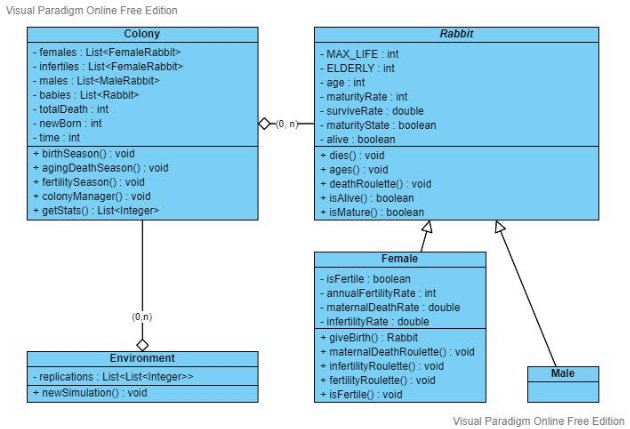 Visual Paradigm Online Free Edition
Colony
- females : List<FemaleRabbit>
- infertiles : List<FemaleRabbit>
- males : List<MaleRabbit>
- babies : List<Rabbit>
- totalDeath : int
- newBorn : int
- time : int
+ birthSeason() : void
+ agingDeathSeason() : void
+ fertilitySeason() : void
+ colonyManager() : void
+ getStats() : List<Integer>
(0, n)
Rabbit
- MAX_LIFE : int
- ELDERLY : int
- age : int
- maturityRate : int
- surviveRate : double
- maturityState : boolean
- alive : boolean
+ dies() : void
+ ages() : void
+ deathRoulette() : void
+ isAlive() : boolean
+ isMature() : boolean
(0,n)
Environment
- replications : List<List<Integer>>
+ newSimulation() : void
Female
- isFertile : boolean
- annualFertilityRate : int
- maternalDeathRate : double
- infertilityRate : double
+ giveBirth() : Rabbit
+ maternalDeathRoulette() : void
+ infertilityRoulette() : void
+ fertilityRoulette() : void
+ isFertile() : void
Male
Visual Paradigm Online Free Edition